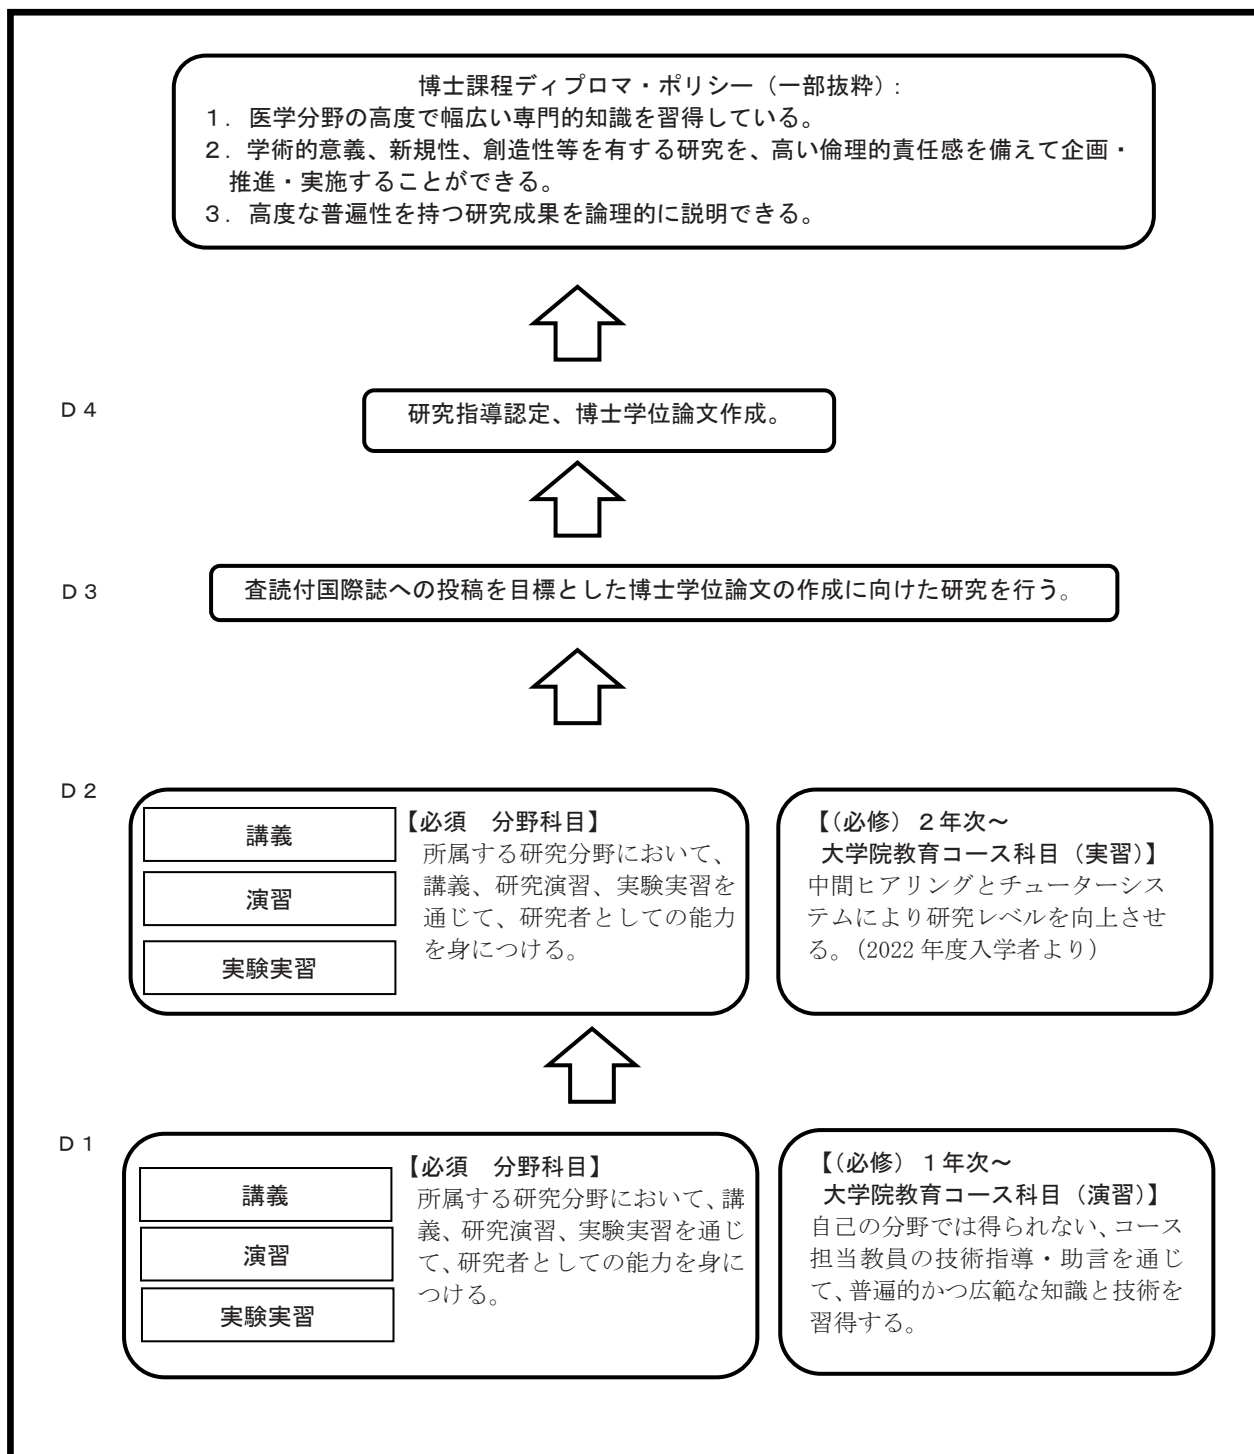 博士課程ディプロマ・ポリシー（一部抜粋）:
１．医学分野の高度で幅広い専門的知識を習得している。
２．学術的意義、新規性、創造性等を有する研究を、高い倫理的責任感を備えて企画・
推進・実施することができる。
３．高度な普遍性を持つ研究成果を論理的に説明できる。
Ｄ４
研究指導認定、博士学位論文作成。
Ｄ３
査読付国際誌への投稿を目標とした博士学位論文の作成に向けた研究を行う。
Ｄ２
講義
演習
実験実習
【必須　分野科目】
所属する研究分野において、
講義、研究演習、実験実習を
通じて、研究者としての能力
を身につける。
【（必修）２年次～
大学院教育コース科目（実習）】
中間ヒアリングとチューターシス
テムにより研究レベルを向上させ
る。（2022 年度入学者より）
Ｄ１
講義
演習
実験実習
【必須　分野科目】
所属する研究分野において、講
義、研究演習、実験実習を通じ
て、研究者としての能力を身に
つける。
【（必修）１年次～
大学院教育コース科目（演習）】
自己の分野では得られない、コース
担当教員の技術指導・助言を通じ
て、普遍的かつ広範な知識と技術を
習得する。